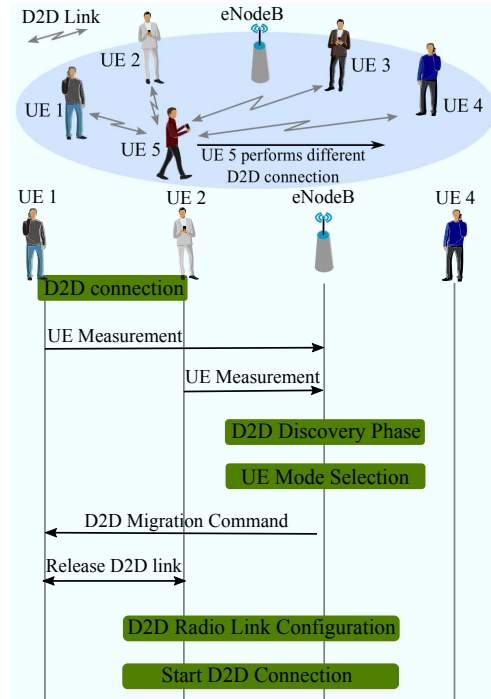 D2D Link
eNodeB
UE 2
UE 3
UE 1
UE 4
UE 5
UE 5 performs different
D2D connection
UE 1
UE 2
eNodeB
UE 4
D2D connection
UE Measurement
UE Measurement
D2D Discovery Phase
UE Mode Selection
D2D Migration Command
Release D2D link
D2D Radio Link Configuration
Start D2D Connection